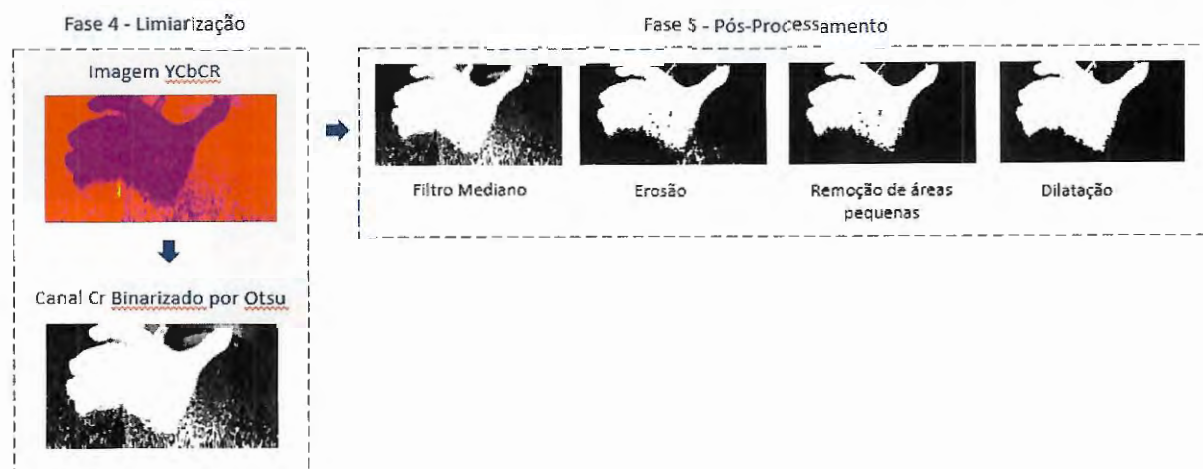 Fase 4 - Limiarização
Imagem YCbCR
Canal Cr Binarizado por Otsu
Fase 5 - Pós-Processamento
Filtro Mediano
Erosão
Remoção de áreas
pequenas
Dilatação